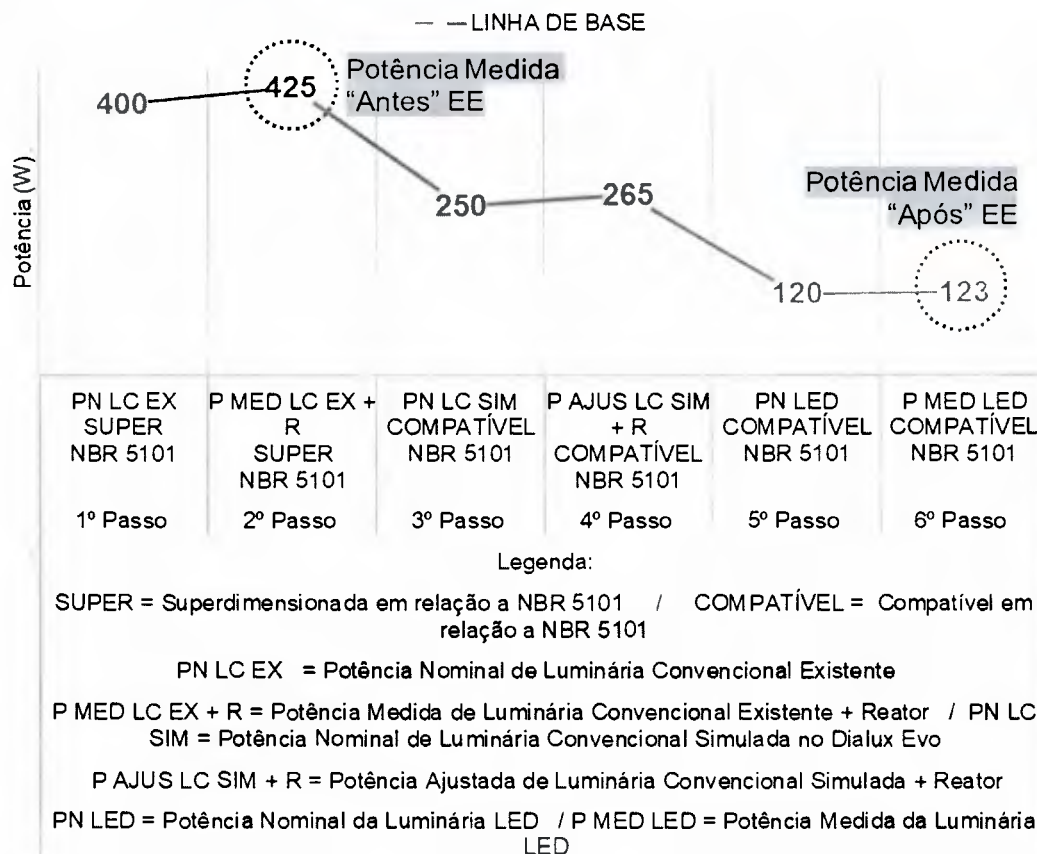 — —LINHA DE BASE
Potência Medida
“Antes” EE
400
425
250
265
Potência Medida
“Após” EE
120
123
Potência (W)
PN LC EX
SUPER
NBR 5101
1º Passo
P MED LC EX +
R
SUPER
NBR 5101
2º Passo
PN LC SIM
COMPATÍVEL
NBR 5101
3º Passo
P AJUS LC SIM
+ R
COMPATÍVEL
NBR 5101
4º Passo
PN LED
COMPATÍVEL
NBR 5101
5º Passo
P MED LED
COMPATÍVEL
NBR 5101
6º Passo
Legenda:
SUPER = Superdimensionada em relação a NBR 5101 / COMPATÍVEL = Compatível em
relação a NBR 5101
PN LC EX = Potência Nominal de Luminária Convencional Existente
P MED LC EX + R = Potência Medida de Luminária Convencional Existente + Reator / PN LC
SIM = Potência Nominal de Luminária Convencional Simulada no Dialux Evo
P AJUS LC SIM + R = Potência Ajustada de Luminária Convencional Simulada + Reator
PN LED = Potência Nominal da Luminária LED / P MED LED = Potência Medida da Luminária
LED